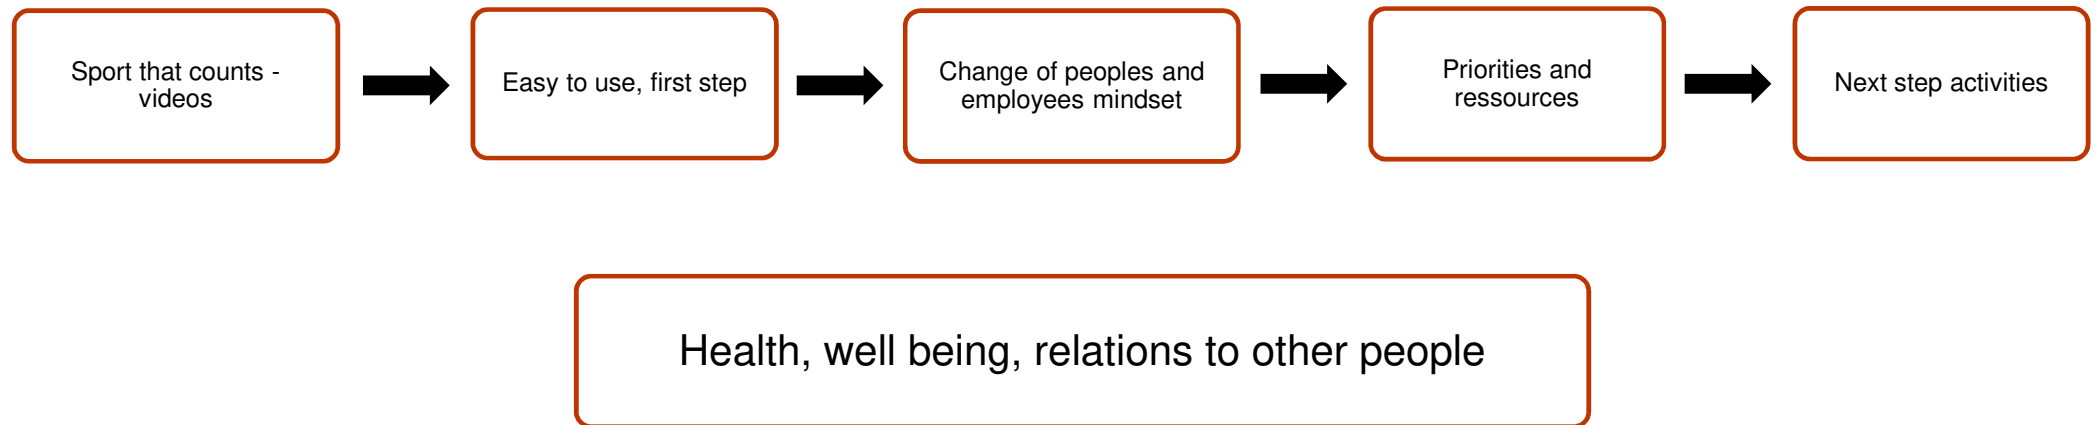 Sport that counts -
videos
Easy to use, first step
Change of peoples and
employees mindset
Priorities and
ressources
Next step activities
Health, well being, relations to other people